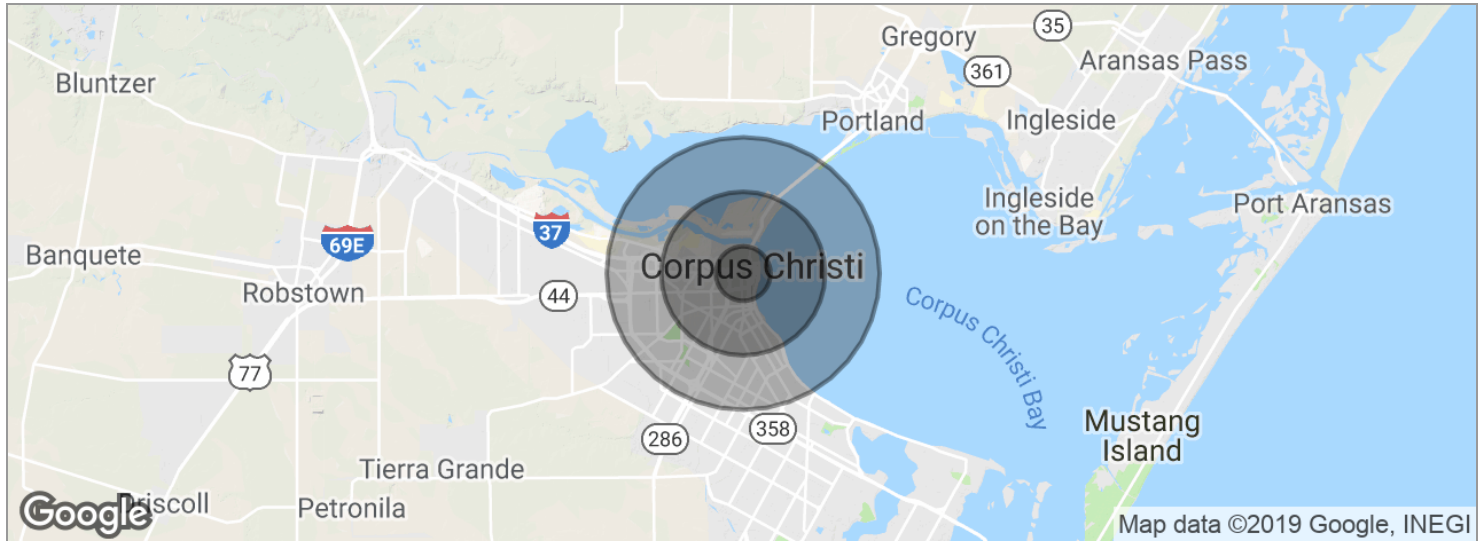 35
Gregory
Aransas Pass
361
Bluntzer
Portland
Ingleside
Ingleside
on the Bay
Port Aransas
37
69E
Banquete
Corpus Christi
Robstown
44
Corpus Christi Bay
77
Mustang
Island
358
286
Tierra Grande
Driscoll
Petronila
Google
Map data ©2019 Google, INEGI